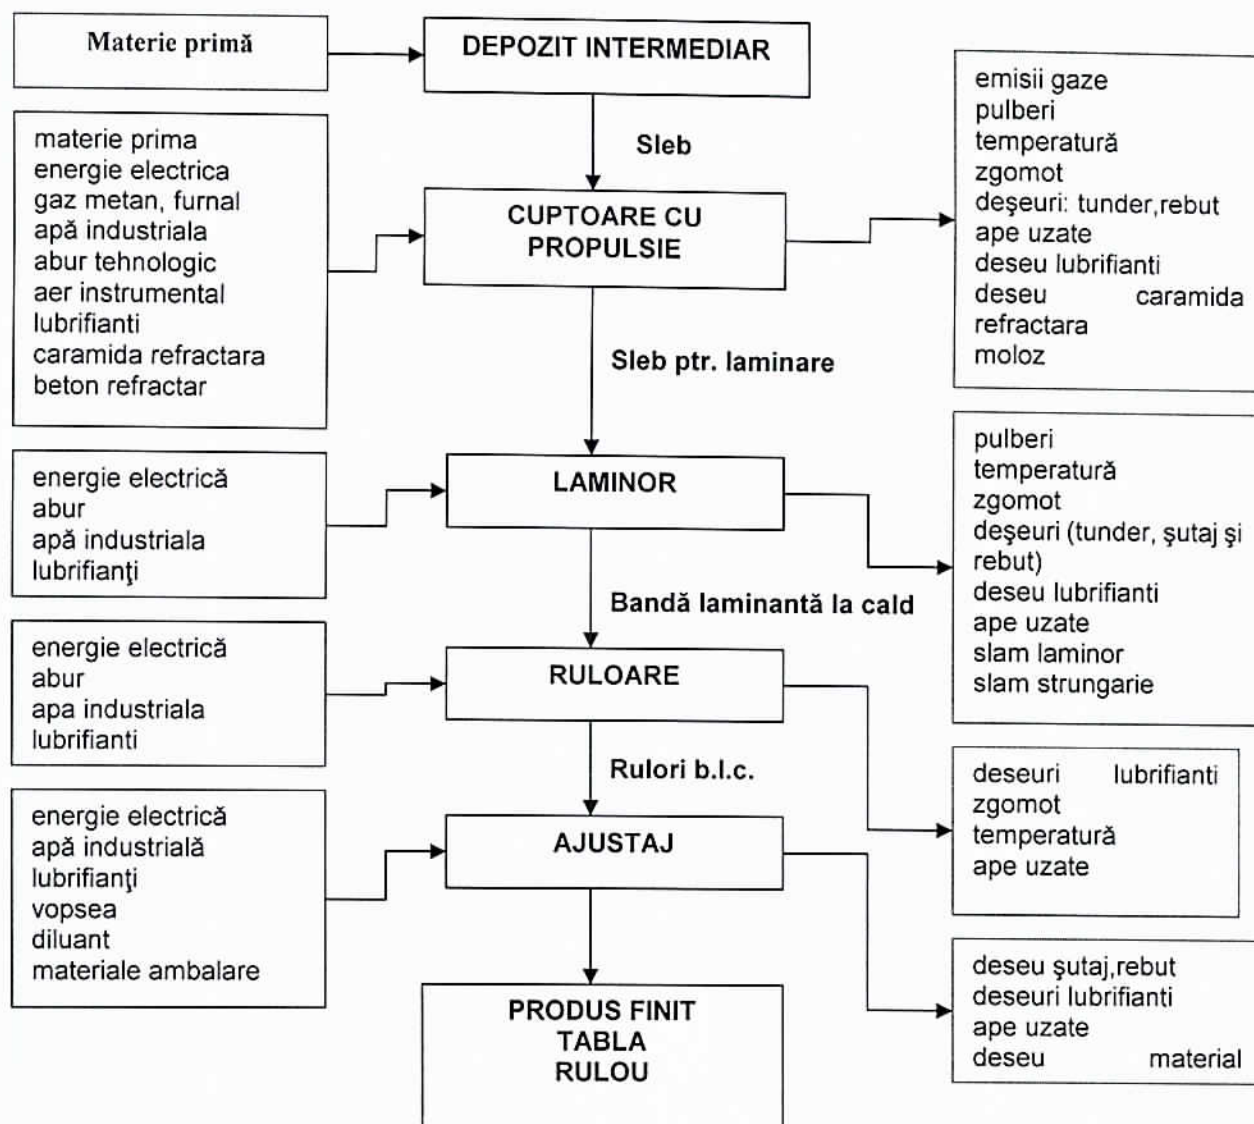 Materie primă
DEPOZIT INTERMEDIAR
Sleb
materie prima
energie electrica
gaz metan, furnal
apă industriala
abur tehnologic
aer instrumental
lubrifianti
caramida refractara
beton refractar
CUPTOARE CU
PROPULSIE
emisii gaze
pulberi
temperatură
zgomot
deşeuri: tunder,rebut
ape uzate
deseu lubrifianti
deseu caramida
refractara
moloz
Sleb ptr. laminare
energie electrică
abur
apă industriala
lubrifianţi
LAMINOR
pulberi
temperatură
zgomot
deşeuri (tunder, şutaj şi
rebut)
deseu lubrifianti
ape uzate
slam laminor
slam strungarie
Bandă laminantă la cald
energie electrică
abur
apa industriala
lubrifianti
RULOARE
deseuri lubrifianti
zgomot
temperatură
ape uzate
Rulori b.l.c.
energie electrică
apă industrială
lubrifianţi
vopsea
diluant
materiale ambalare
AJUSTAJ
deseu şutaj,rebut
deseuri lubrifianti
ape uzate
deseu material
PRODUS FINIT
TABLA
RULOU